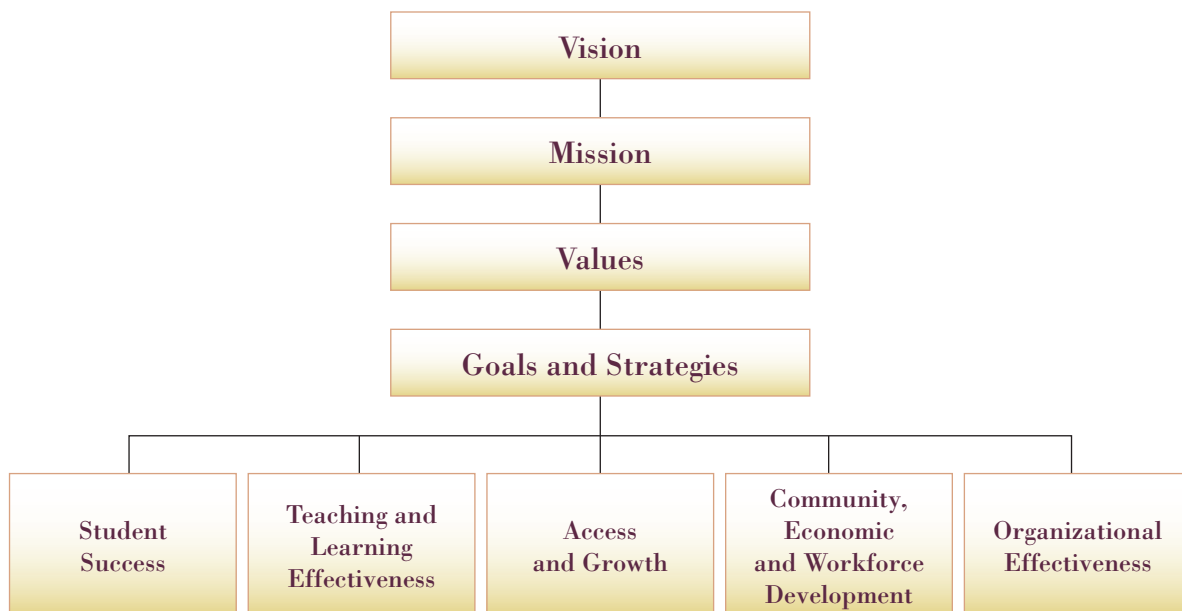 Vision
Mission
Values
Goals and Strategies
Student
Success
Teaching and
Learning
Effectiveness
Access
and Growth
Community,
Economic
and Workforce
Development
Organizational
Effectiveness